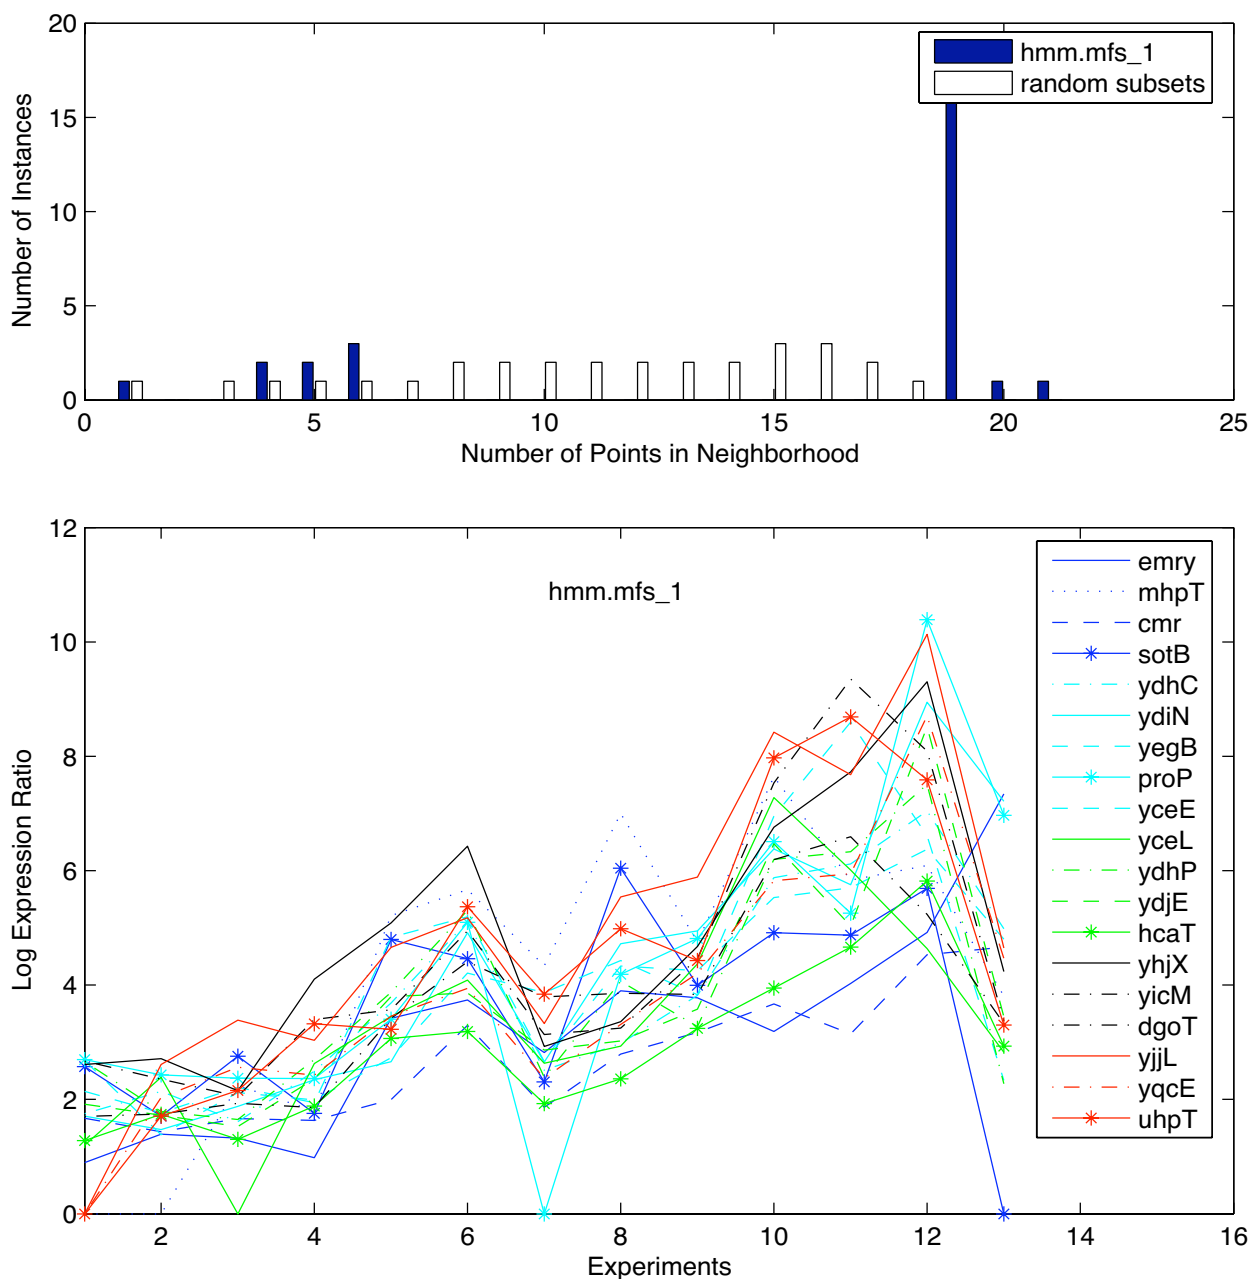 20
15
10
5
0
0 5 10 15 20 25
Number of Instances
Number of Points in Neighborhood
hmm.mfs_1
random subsets
12
10
8
6
4
2
0
2 4 6 8 10 12 14 16
Log Expression Ratio
Experiments
hmm.mfs_1
emry
mhpT
cmr
sotB
ydhC
ydiN
yegB
proP
yceE
yceL
ydhP
ydjE
hcaT
yhjX
yicM
dgoT
yjjL
yqcE
uhpT